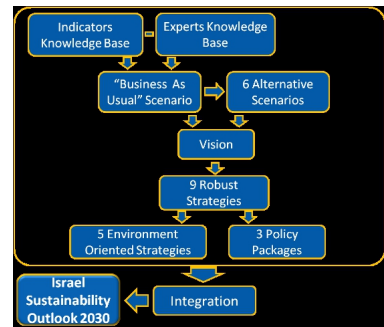 Indicators
Knowledge Base
Experts Knowledge
Base
"Business As
Usual" Scenario
6 Alternative
Scenarios
Vision
9 Robust
Strategies
5 Environment
Oriented Strategies
3 Policy
Packages
Integration
Israel
Sustainability
Outlook 2030